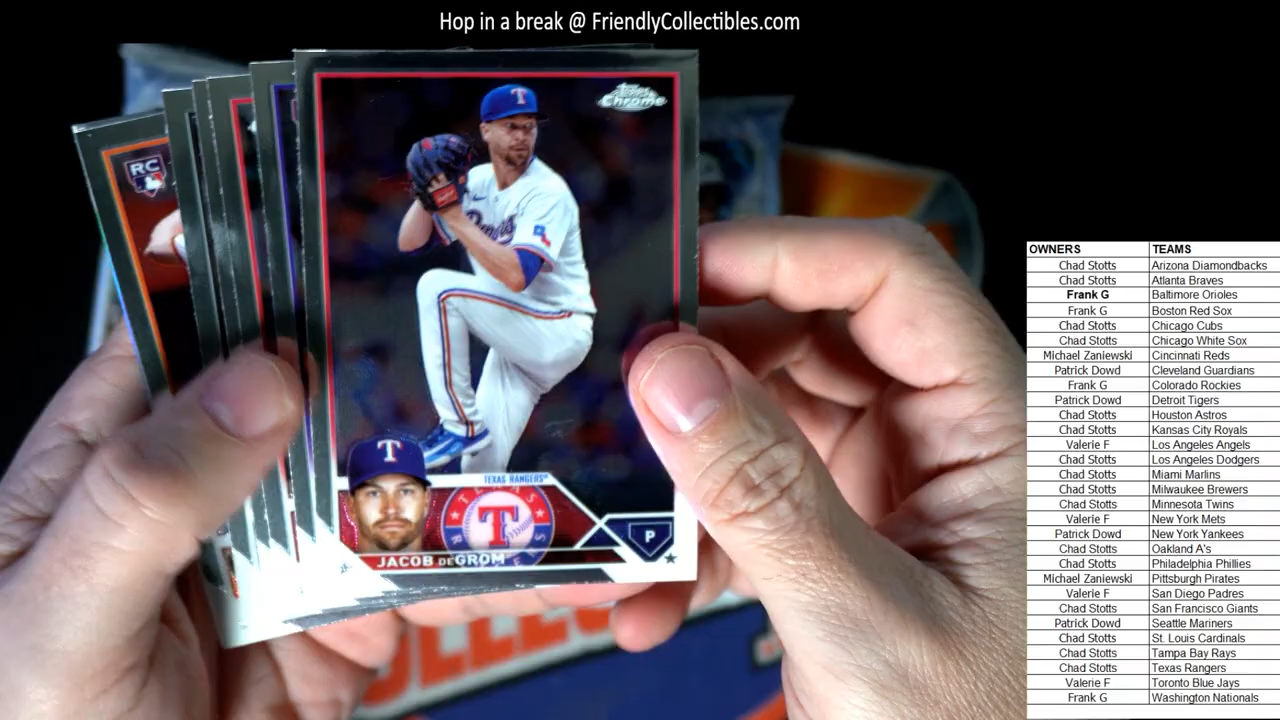 Hop in a break @ FriendlyCollectibles.com
RC
T
Topps
Chrome
T
TEXAS RANGERS
TEXAS
T
P
JACOB DEGROM
OWNERS TEAMS
Chad Stotts Arizona Diamondbacks
Chad Stotts Atlanta Braves
Frank G Baltimore Orioles
Frank G Boston Red Sox
Chad Stotts Chicago Cubs
Chad Stotts Chicago White Sox
Michael Zaniewski Cincinnati Reds
Patrick Dowd Cleveland Guardians
Frank G Colorado Rockies
Patrick Dowd Detroit Tigers
Chad Stotts Houston Astros
Chad Stotts Kansas City Royals
Valerie F Los Angeles Angels
Chad Stotts Los Angeles Dodgers
Chad Stotts Miami Marlins
Chad Stotts Milwaukee Brewers
Chad Stotts Minnesota Twins
Valerie F New York Mets
Patrick Dowd New York Yankees
Chad Stotts Oakland A's
Chad Stotts Philadelphia Phillies
Michael Zaniewski Pittsburgh Pirates
Valerie F San Diego Padres
Chad Stotts San Francisco Giants
Patrick Dowd Seattle Mariners
Chad Stotts St. Louis Cardinals
Chad Stotts Tampa Bay Rays
Chad Stotts Texas Rangers
Valerie F Toronto Blue Jays
Frank G Washington Nationals